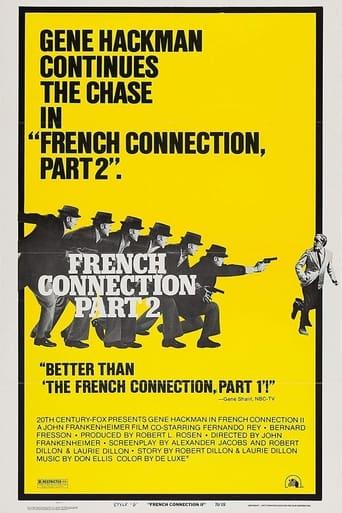 GENE HACKMAN
CONTINUES
THE CHASE
IN
"FRENCH CONNECTION,
PART 2".
FRENCH
CONNECTION
PART 2
"BETTER THAN
'THE FRENCH CONNECTION, PART 1'!"
—Gene Shalit, NBC-TV
20TH CENTURY-FOX PRESENTS GENE HACKMAN IN FRENCH CONNECTION II
A JOHN FRANKENHEIMER FILM CO-STARRING FERNANDO REY • BERNARD
FRESSON • PRODUCED BY ROBERT L. ROSEN • DIRECTED BY JOHN
FRANKENHEIMER • SCREENPLAY BY ALEXANDER JACOBS AND ROBERT
DILLON & LAURIE DILLON • STORY BY ROBERT DILLON & LAURIE DILLON
MUSIC BY DON ELLIS COLOR BY DE LUXE®
R RESTRICTED
"FRENCH CONNECTION II"